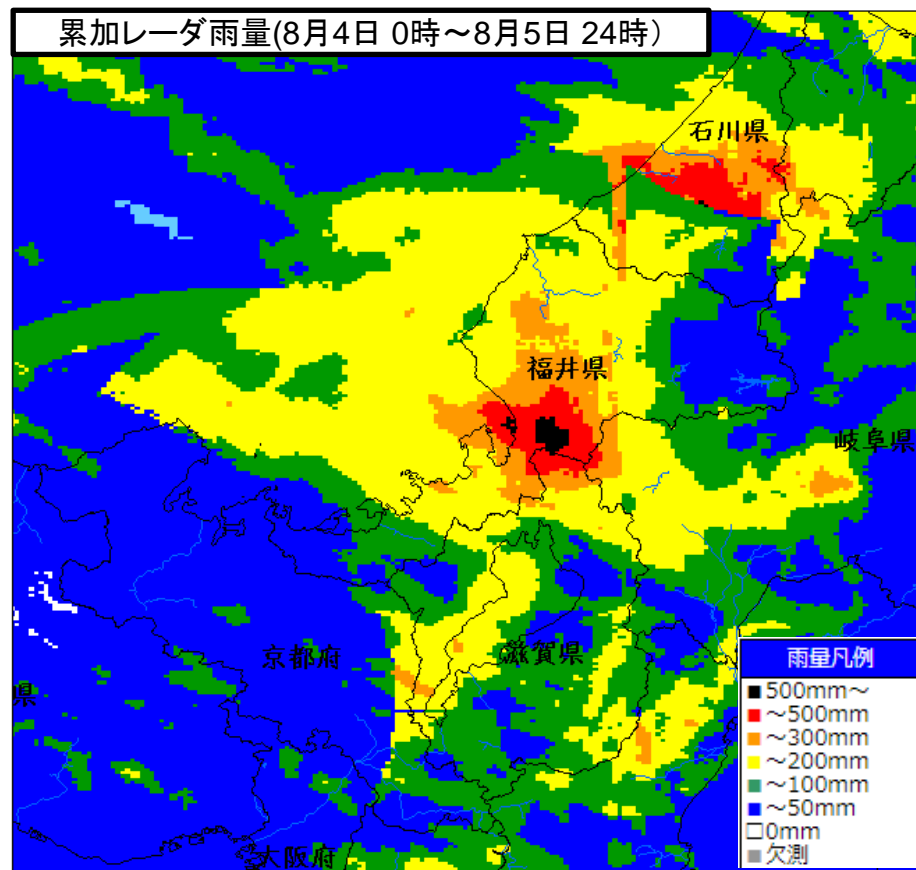 累加レーダ雨量(8月4日 0時～8月5日 24時）
石川県
福井県
岐阜県
京都府
滋賀県
県
大阪府
雨量凡例
■500mm～
■～500mm
■～300mm
■～200mm
■～100mm
■～50mm
□0mm
■欠測